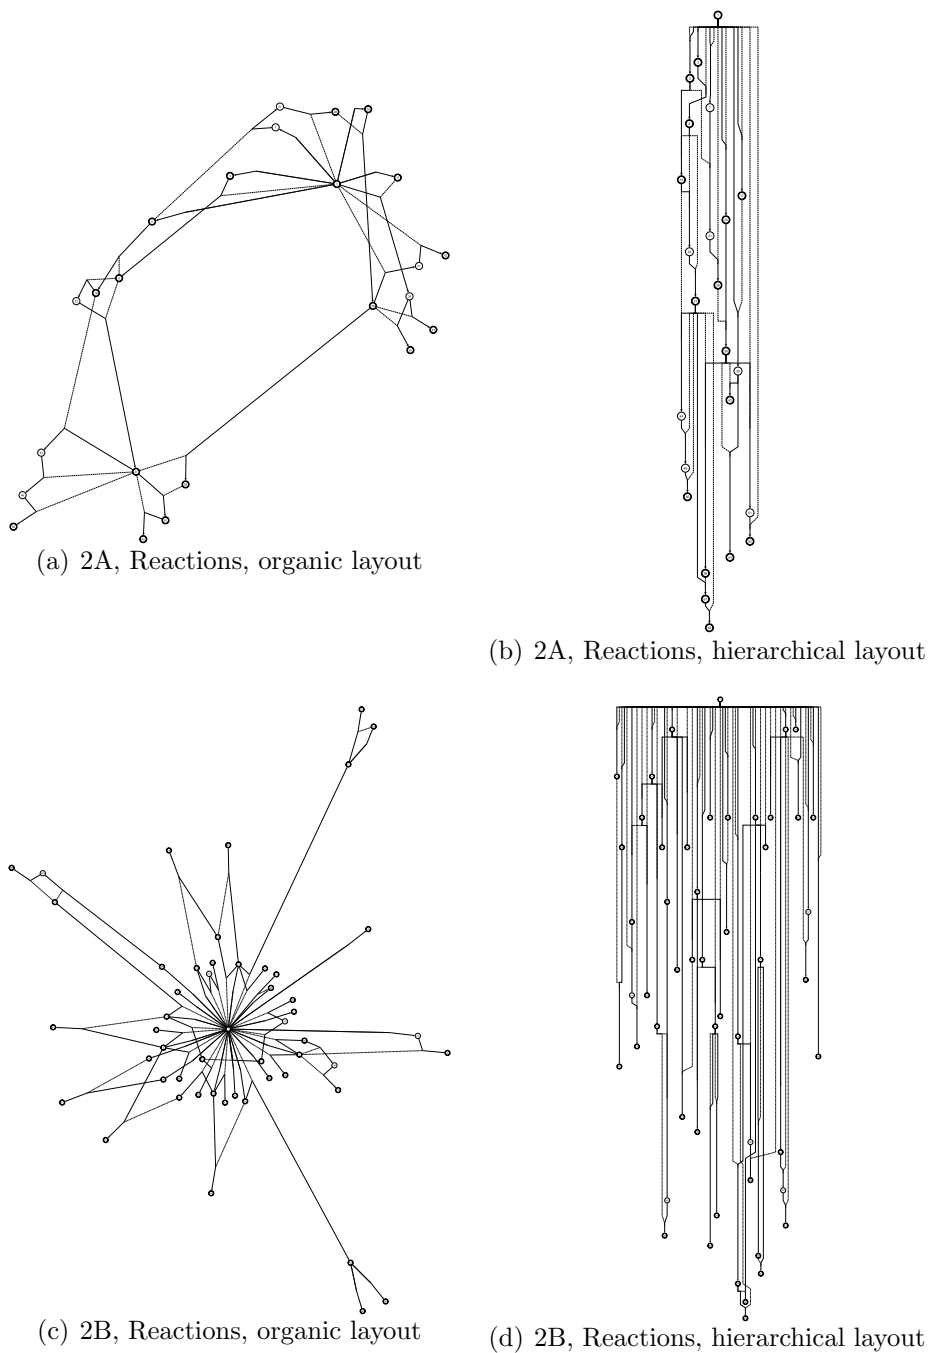 (a) 2A, Reactions, organic layout
(b) 2A, Reactions, hierarchical layout
(c) 2B, Reactions, organic layout
(d) 2B, Reactions, hierarchical layout